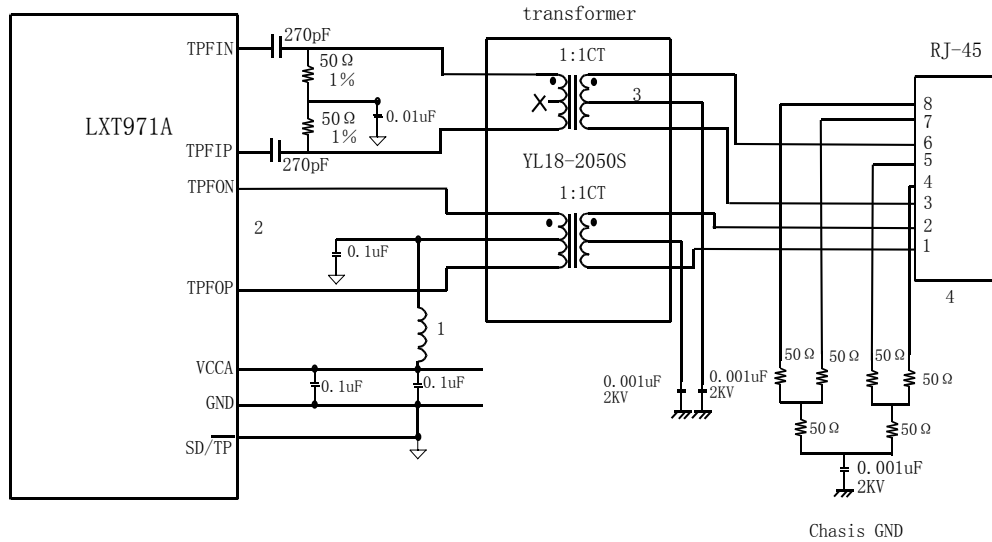 transformer
TPFIN
270pF
50Ω
1%
1:1CT
RJ-45
3
8
LXT971A
50Ω
1%
0.01uF
7
6
TPFIP
270pF
YL18-2050S
5
TPFON
1:1CT
4
3
2
2
0.1uF
1
TPFOP
4
1
VCCA
0.1uF
0.1uF
GND
SD/TP
0.001uF
2KV
0.001uF
2KV
50Ω
50Ω
50Ω
50Ω
50Ω
50Ω
0.001uF
2KV
Chasis GND